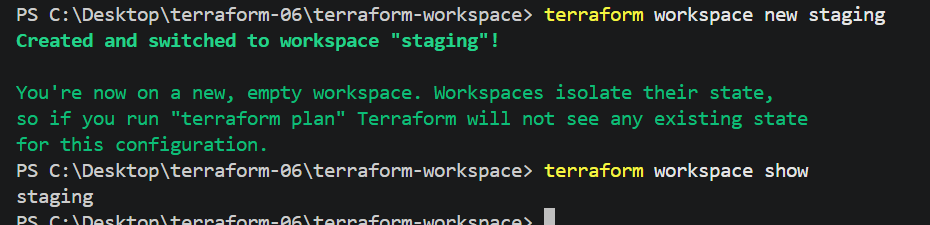 PS C:\Desktop\terraform-06\terraform-workspace> terraform workspace new staging
Created and switched to workspace "staging"!
You're now on a new, empty workspace. Workspaces isolate their state,
so if you run "terraform plan" Terraform will not see any existing state
for this configuration.
PS C:\Desktop\terraform-06\terraform-workspace> terraform workspace show
staging
PS C:\Desktop\terraform-06\terraform-workspace>